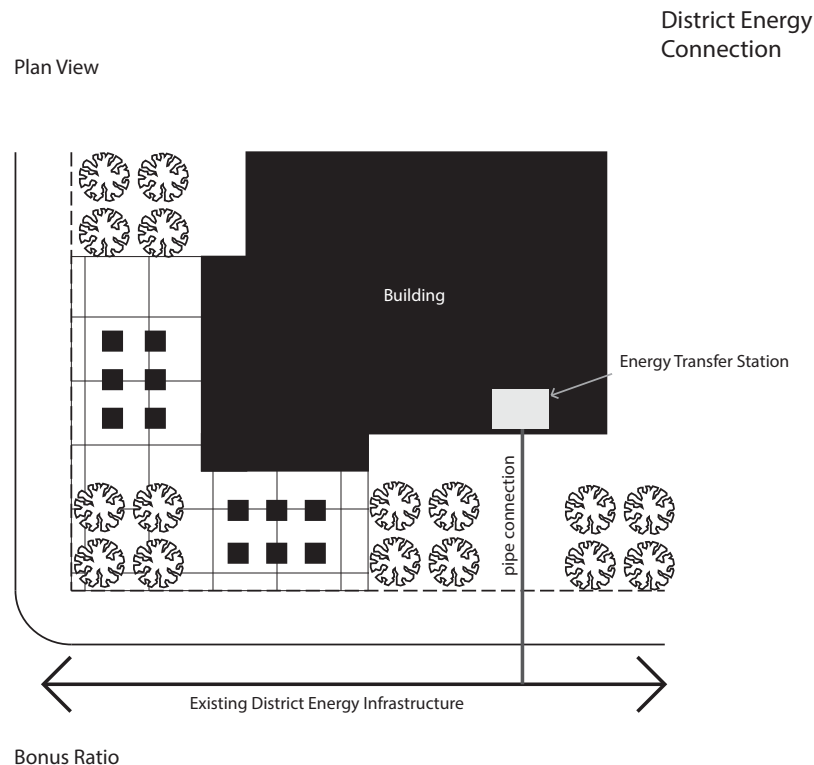 District Energy
Connection
Plan View
Building
Energy Transfer Station
pipe connection
Existing District Energy Infrastructure
Bonus Ratio